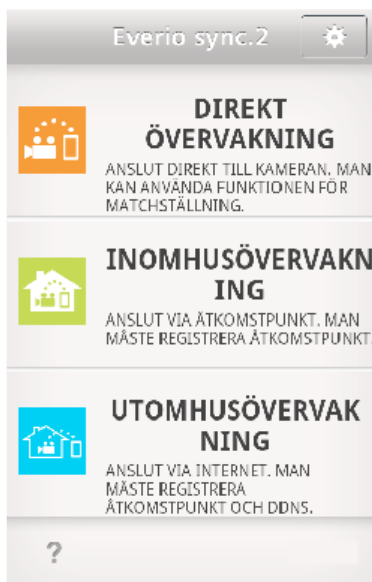 Everio sync.2
DIREKT
ÖVERVAKNING
ANSLUT DIREKT TILL KAMERAN. MAN
KAN ANVÄNDA FUNKTIONEN FÖR
MATCHSTÄLLNING.
INOMHUSÖVERVAKN
ING
ANSLUT VIA ÅTKOMSTPUNKT. MAN
MÅSTE REGISTRERA ÅTKOMSTPUNKT.
UTOMHUSÖVERVAK
NING
ANSLUT VIA INTERNET. MAN
MÅSTE REGISTRERA
ÅTKOMSTPUNKT OCH DDNS.
?